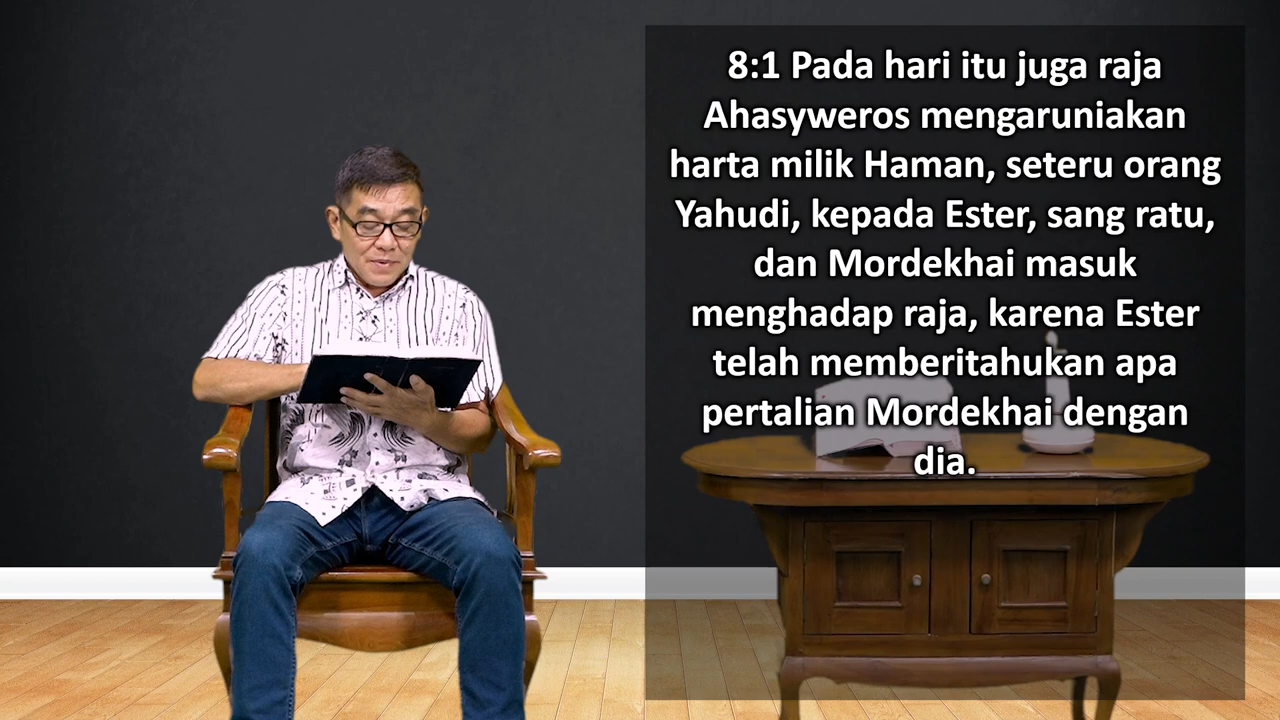 8:1 Pada hari itu juga raja
Ahasyweros mengaruniakan
harta milik Haman, seteru orang
Yahudi, kepada Ester, sang ratu,
dan Mordekhai masuk
menghadap raja, karena Ester
telah memberitahukan apa
pertalian Mordekhai dengan
dia.